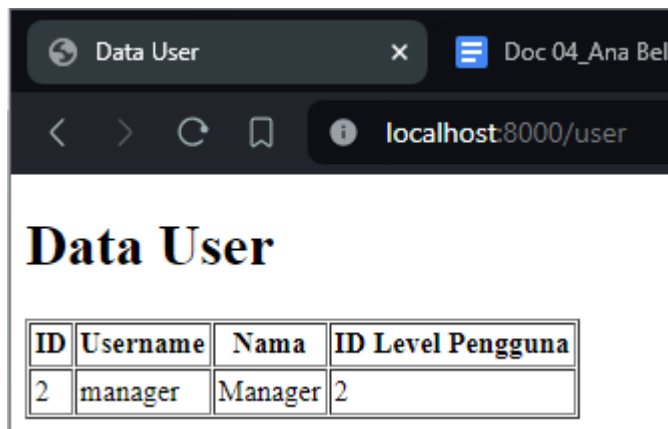 Data User
Doc 04_Ana Bel
localhost:8000/user
Data User
ID Username Nama ID Level Pengguna
2 manager Manager 2